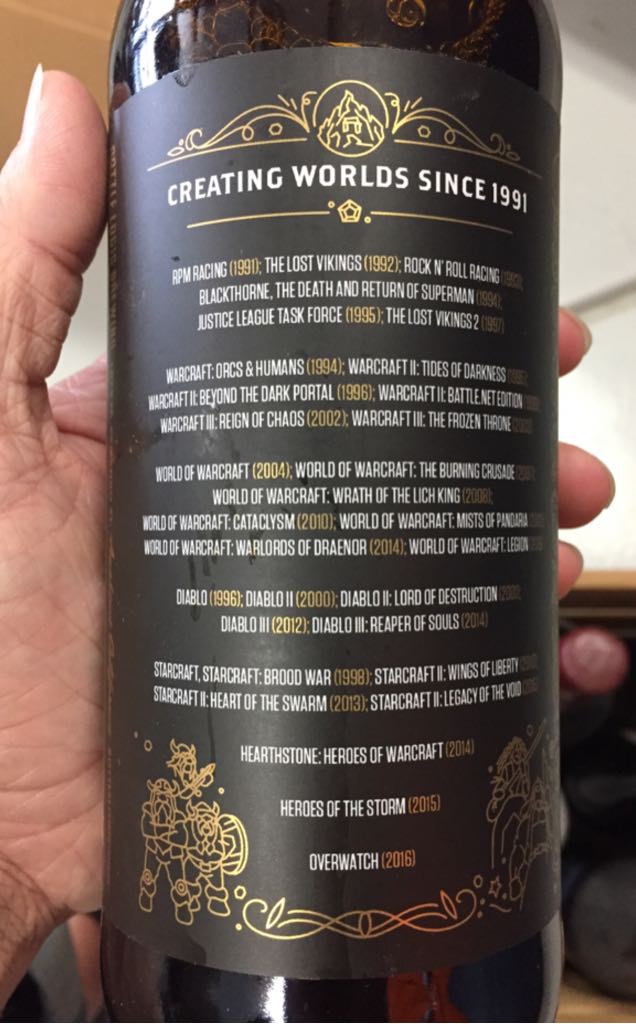 CREATING WORLDS SINCE 1991
RPM RACING (1991); THE LOST VIKINGS (1992); ROCK N' ROLL RACING (1993);
BLACKTHORNE, THE DEATH AND RETURN OF SUPERMAN (1994);
JUSTICE LEAGUE TASK FORCE (1995); THE LOST VIKINGS 2 (1997)
WARCRAFT: ORCS & HUMANS (1994); WARCRAFT II: TIDES OF DARKNESS
WARCRAFT II: BEYOND THE DARK PORTAL (1996); WARCRAFT II: BATTLE.NET EDITION
WARCRAFT III: REIGN OF CHAOS (2002); WARCRAFT III: THE FROZEN THRONE
WORLD OF WARCRAFT (2004); WORLD OF WARCRAFT: THE BURNING CRUSADE
WORLD OF WARCRAFT: WRATH OF THE LICH KING (2008);
WORLD OF WARCRAFT: CATACLYSM (2010); WORLD OF WARCRAFT: MISTS OF PANDARIA
WORLD OF WARCRAFT: WARLORDS OF DRAENOR (2014); WORLD OF WARCRAFT: LEGION
DIABLO (1996); DIABLO II (2000); DIABLO II: LORD OF DESTRUCTION
DIABLO III (2012); DIABLO III: REAPER OF SOULS (2014)
STARCRAFT, STARCRAFT: BROOD WAR (1998); STARCRAFT II: WINGS OF LIBERTY
STARCRAFT II: HEART OF THE SWARM (2013); STARCRAFT II: LEGACY OF THE VOID
HEARTHSTONE: HEROES OF WARCRAFT (2014)
HEROES OF THE STORM (2015)
OVERWATCH (2016)